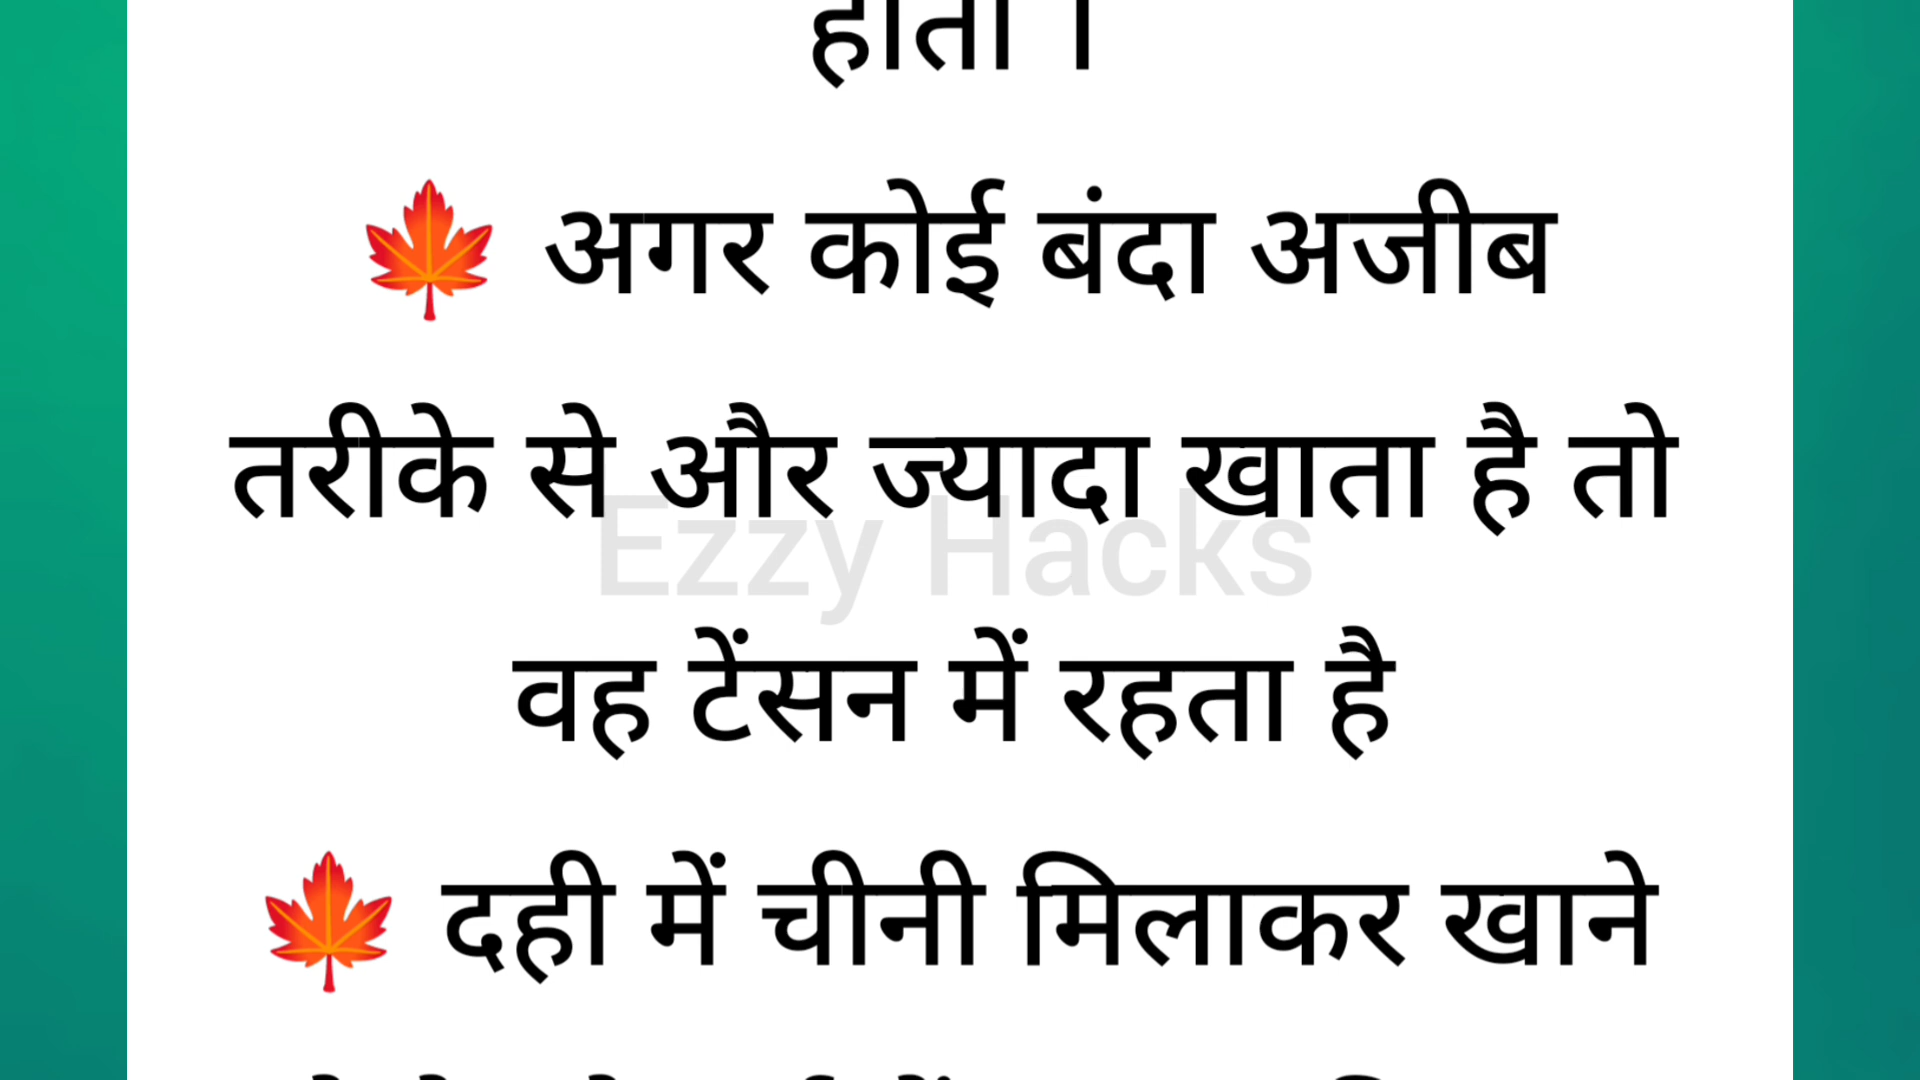 होता ।
🍁 अगर कोई बंदा अजीब
तरीके से और ज्यादा खाता है तो
Ezzy Hacks
वह टेंसन में रहता है
🍁 दही में चीनी मिलाकर खाने